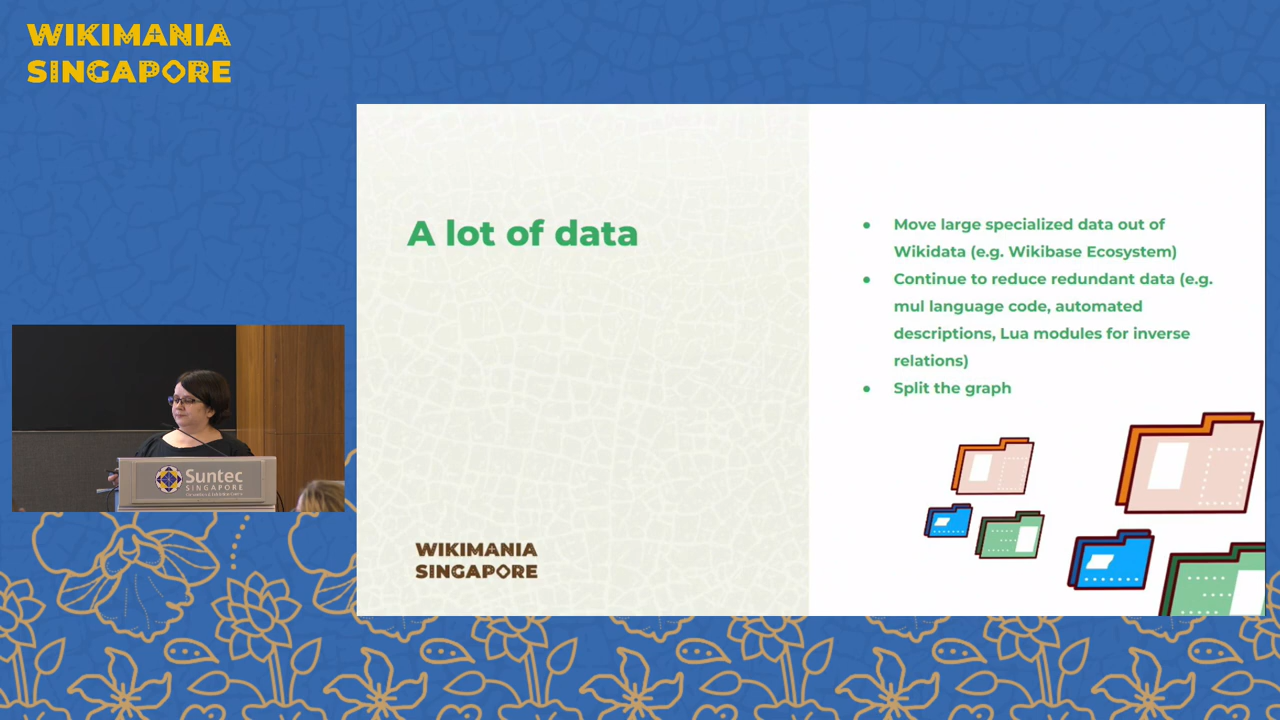 WIKIMANIA
SINGAPORE
A lot of data
● Move large specialized data out of
Wikidata (e.g. Wikibase Ecosystem)
● Continue to reduce redundant data (e.g.
mul language code, automated
descriptions, Lua modules for inverse
relations)
● Split the graph
Suntec
SINGAPORE
WIKIMANIA
SINGAPORE